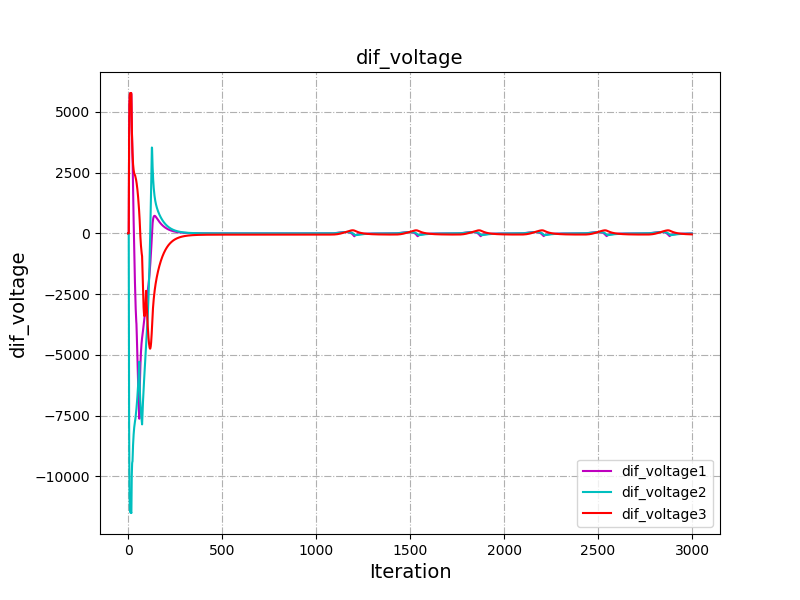 dif_voltage
5000
2500
0
−2500
−5000
−7500
−10000
dif_voltage
dif_voltage1
dif_voltage2
dif_voltage3
0
500
1000
1500
2000
2500
3000
Iteration